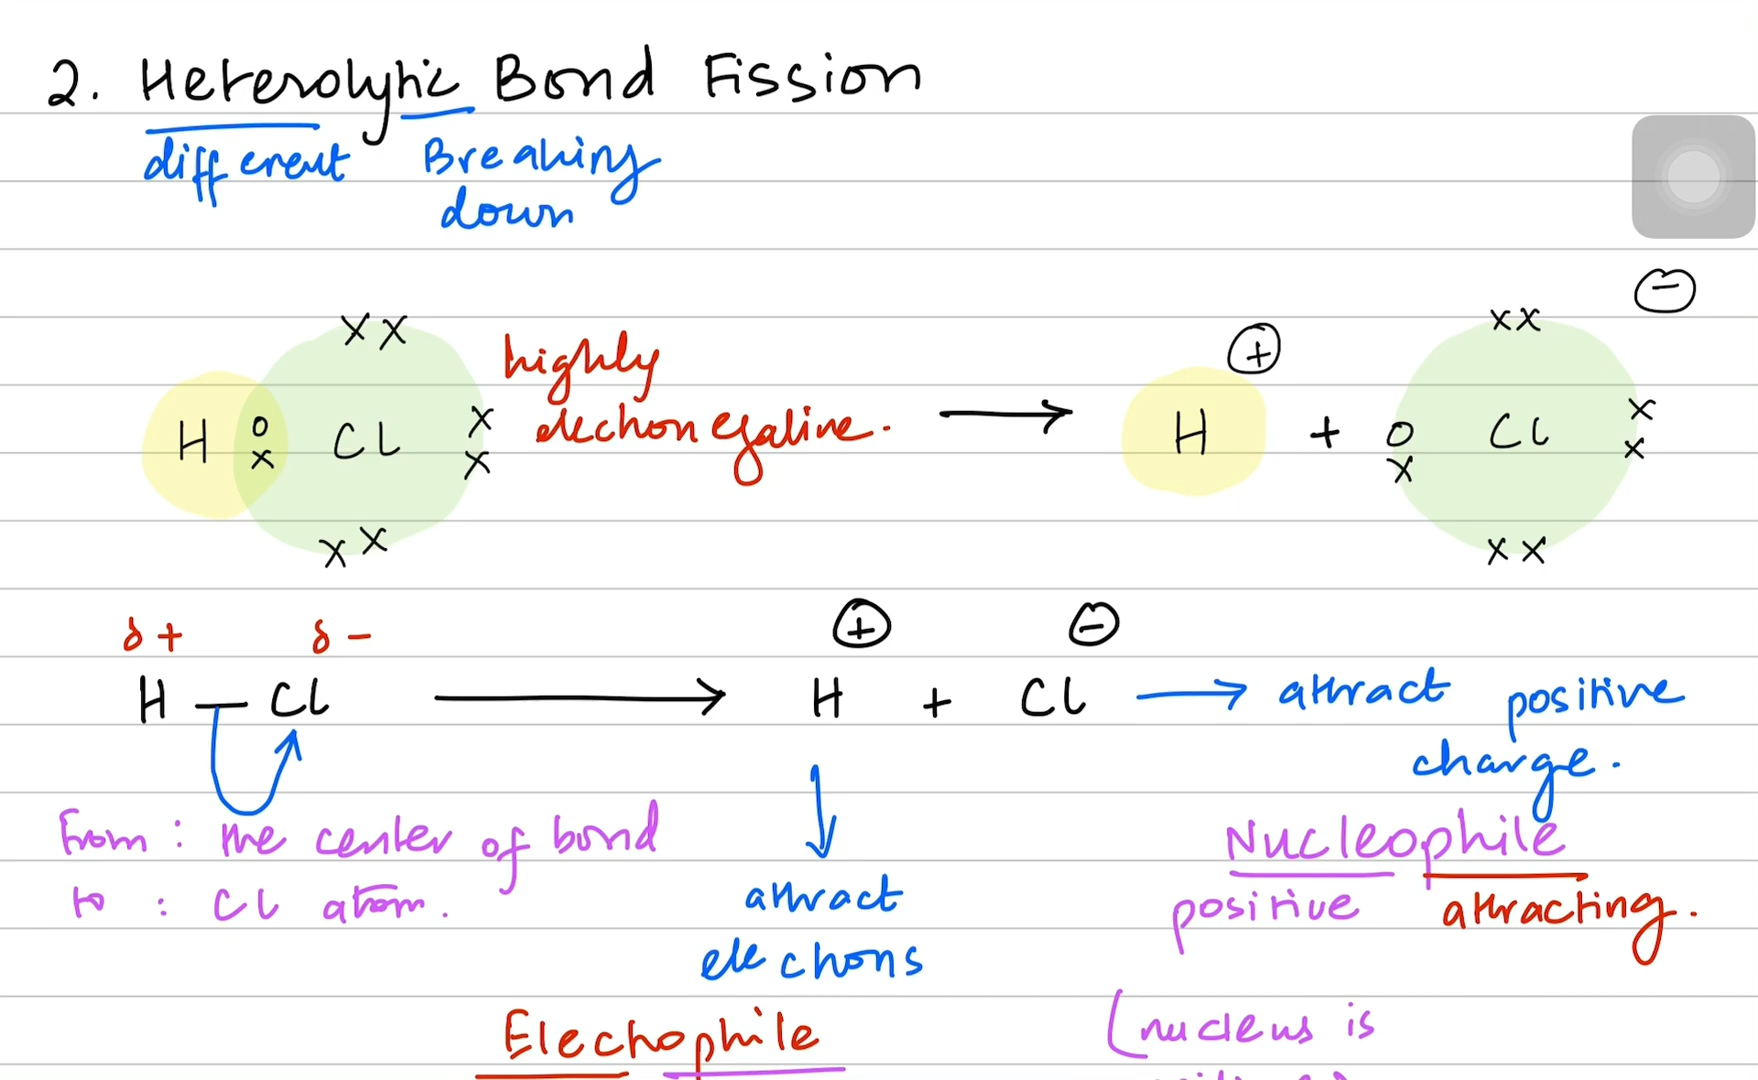 2. Heterolytic Bond Fission
different Breaking
down
xx xx
highly
H o x Cl x x electronegative. → H ⊕ + o x Cl x x ⊖
xx xx
δ+ δ- ⊕ ⊖
H — Cl → H + Cl → attract positive
charge.
From : the center of bond
to : Cl atom.
attract
electrons
Nucleophile
positive attracting.
Electrophile
(nucleus is